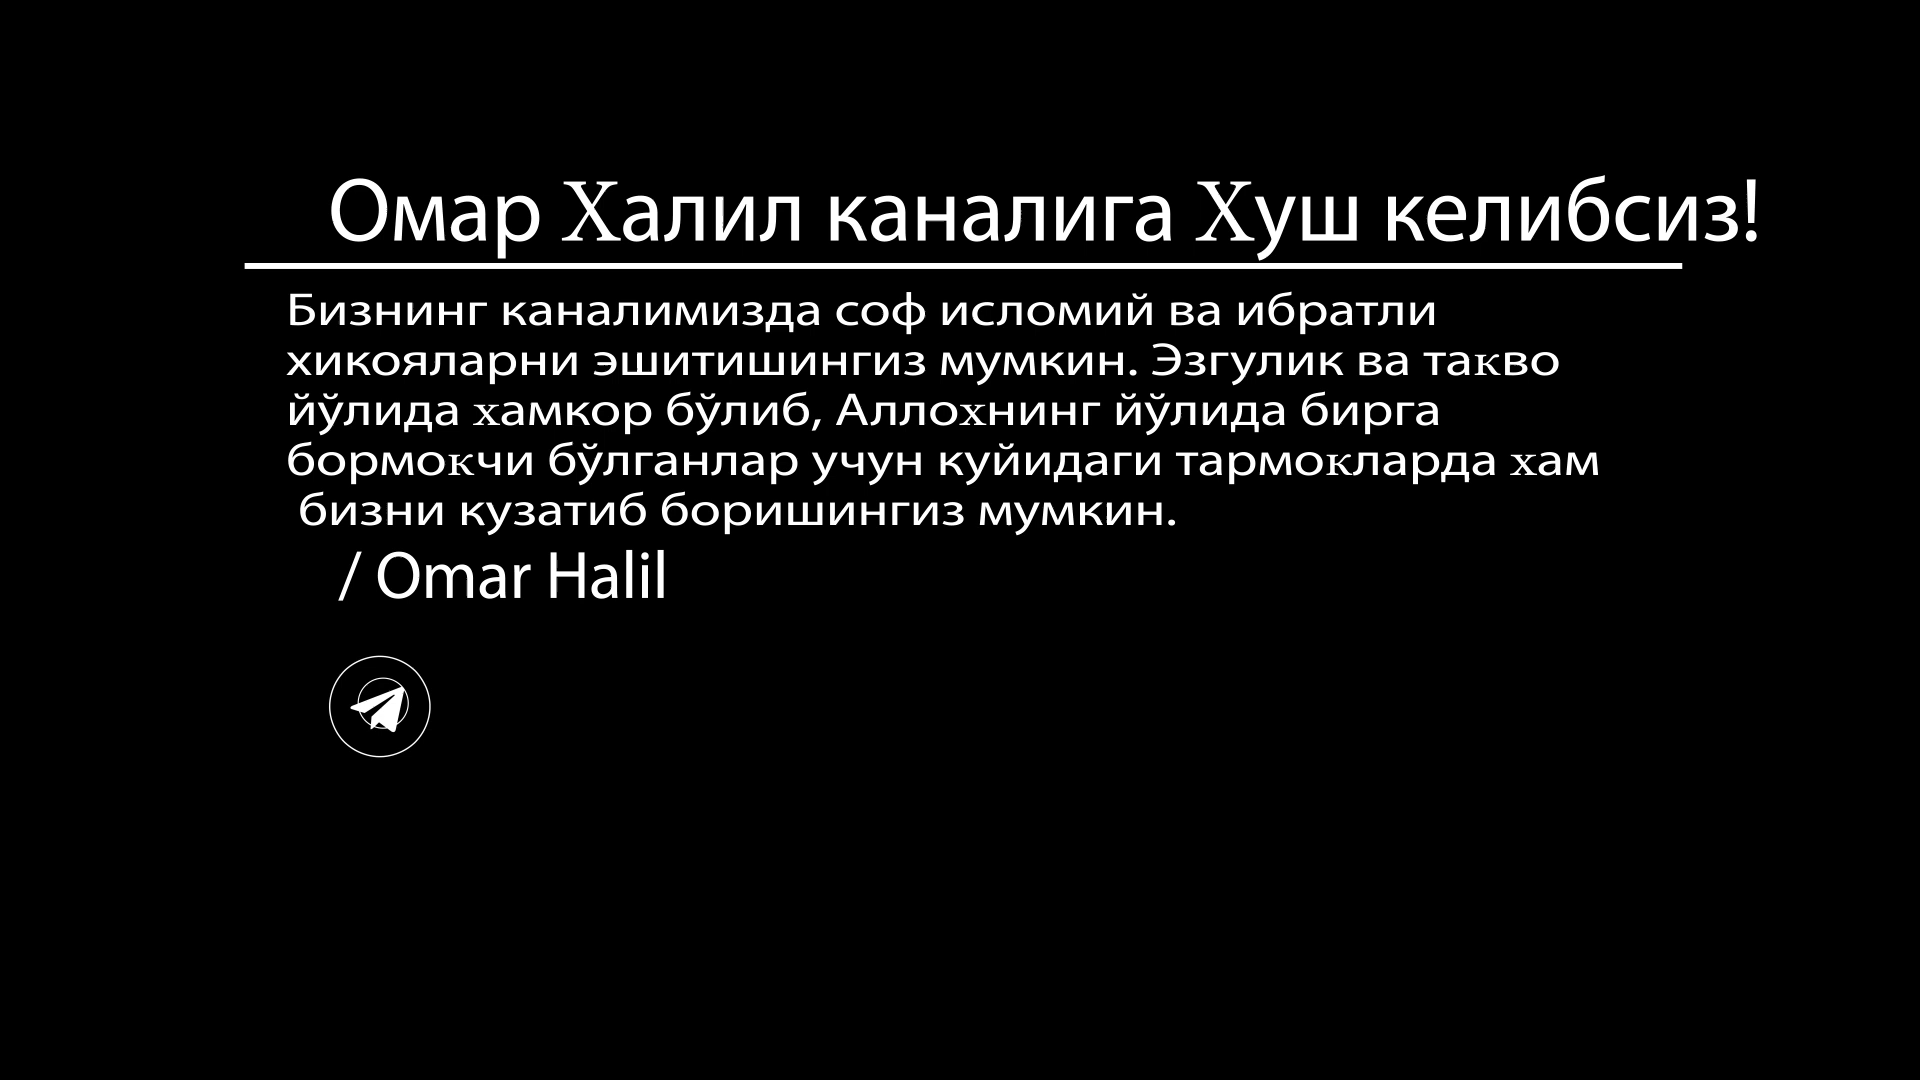 Омар Халил каналига Хуш келибсиз!
Бизнинг каналимизда соф исломий ва ибратли
хикояларни эшитишингиз мумкин. Эзгулик ва такво
йўлида хамкор бўлиб, Аллохнинг йўлида бирга
бормокчи бўлганлар учун куйидаги тармокларда хам
бизни кузатиб боришингиз мумкин.
/ Omar Halil